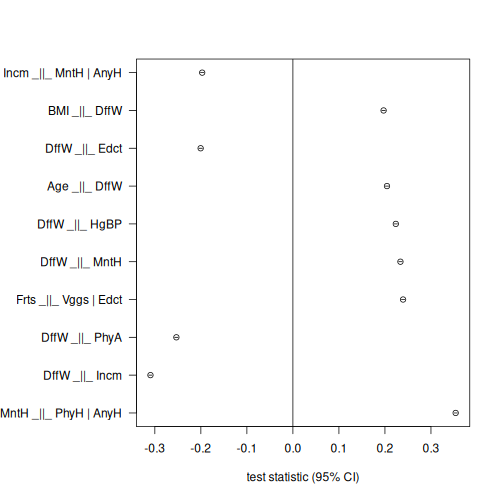 Incm _||_ MntH | AnyH
BMI _||_ DffW
DffW _||_ Edct
Age _||_ DffW
DffW _||_ HgBP
DffW _||_ MntH
Frts _||_ Vggs | Edct
DffW _||_ PhyA
DffW _||_ Incm
MntH _||_ PhyH | AnyH
-0.3 -0.2 -0.1 0.0 0.1 0.2 0.3
test statistic (95% CI)